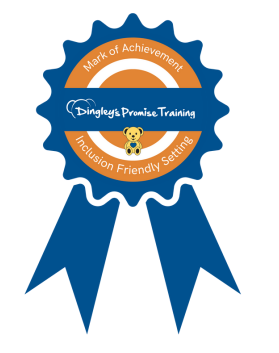 Mark of Achievement
Dingley's Promise Training
Inclusion Friendly Setting